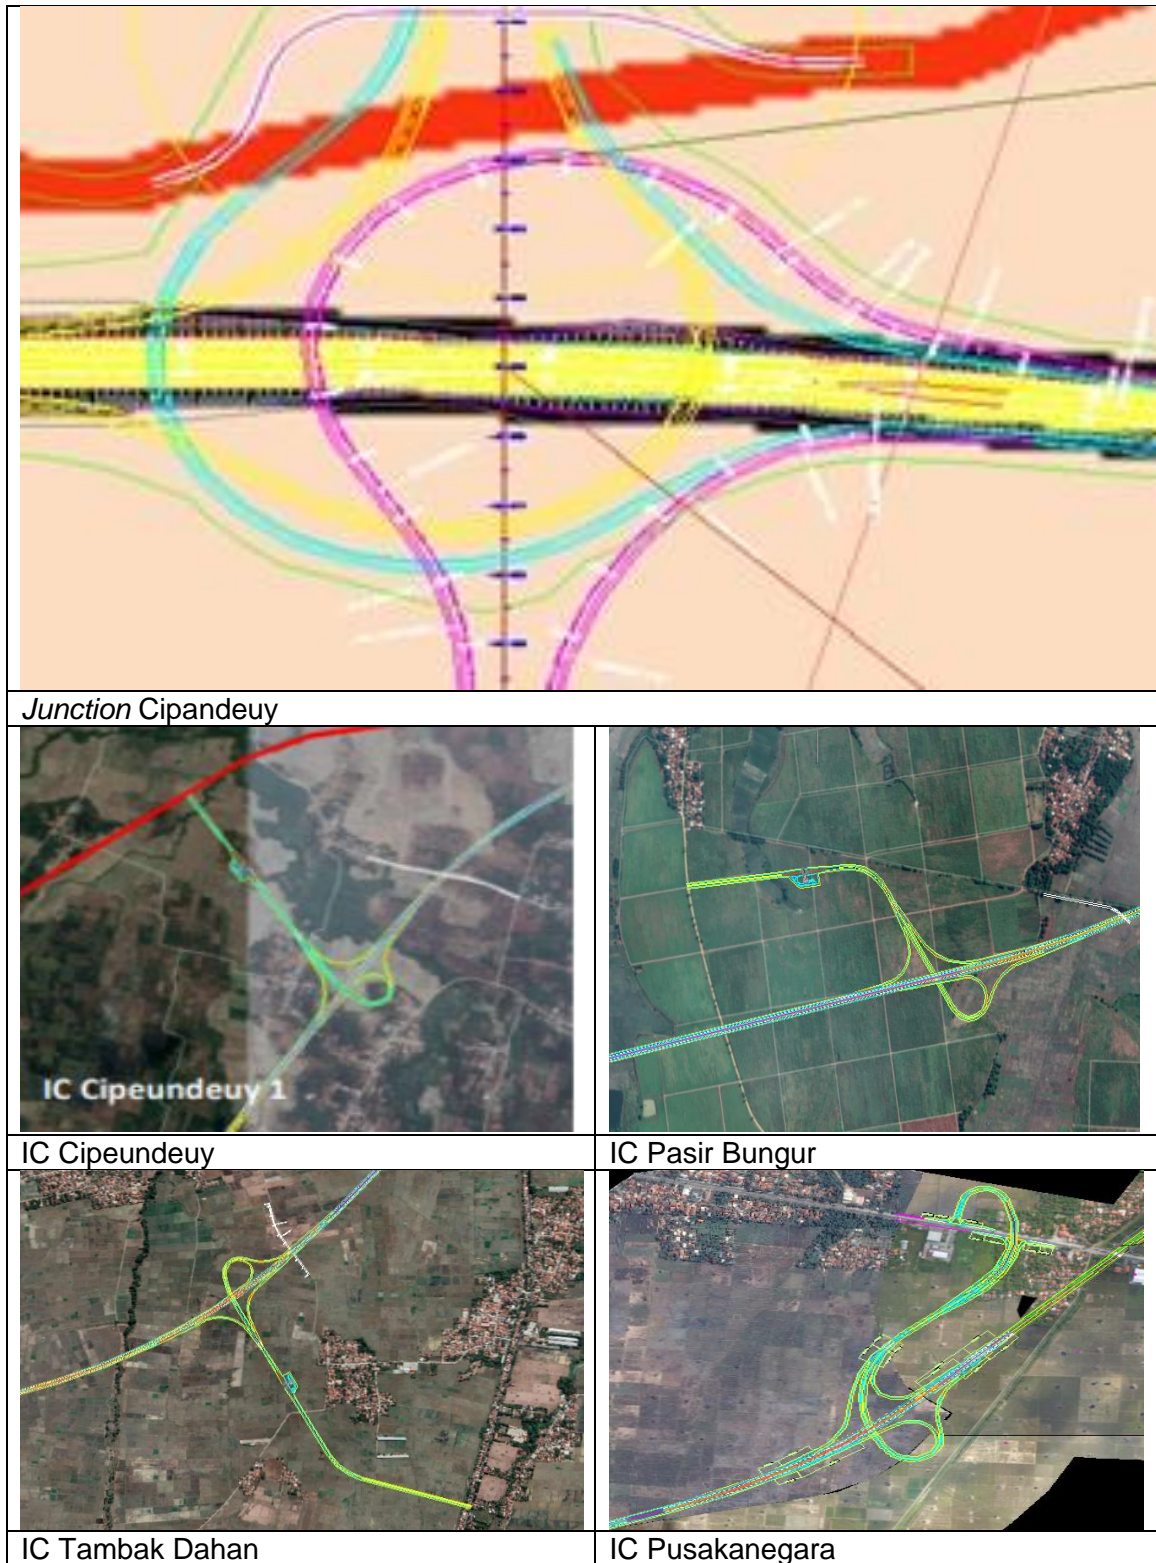 Junction Cipandeuy
IC Cipeundeuy 1
IC Cipeundeuy
IC Pasir Bungur
IC Tambak Dahan
IC Pusakanegara